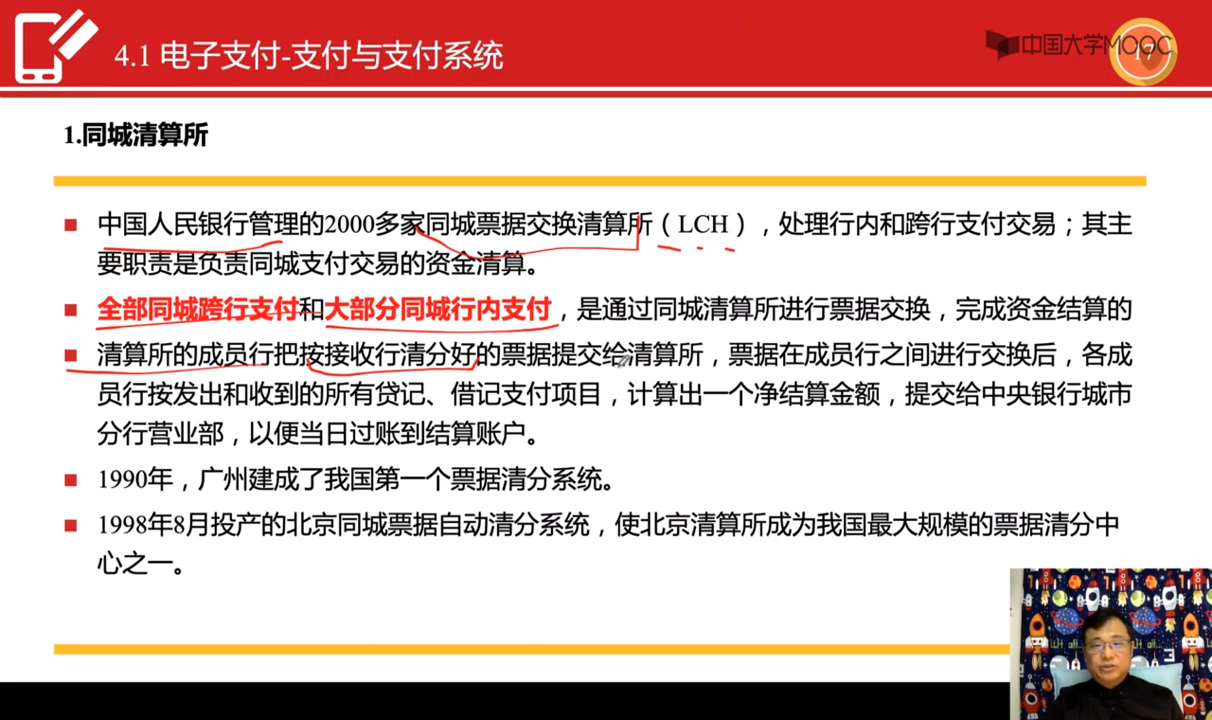 4.1 电子支付-支付与支付系统
中国大学MOOC
17
1.同城清算所
中国人民银行管理的2000多家同城票据交换清算所（LCH），处理行内和跨行支付交易；其主
要职责是负责同城支付交易的资金清算。
全部同城跨行支付和大部分同城行内支付，是通过同城清算所进行票据交换，完成资金结算的
清算所的成员行把按接收行清分好的票据提交给清算所，票据在成员行之间进行交换后，各成
员行按发出和收到的所有贷记、借记支付项目，计算出一个净结算金额，提交给中央银行城市
分行营业部，以便当日过账到结算账户。
1990年，广州建成了我国第一个票据清分系统。
1998年8月投产的北京同城票据自动清分系统，使北京清算所成为我国最大规模的票据清分中
心之一。